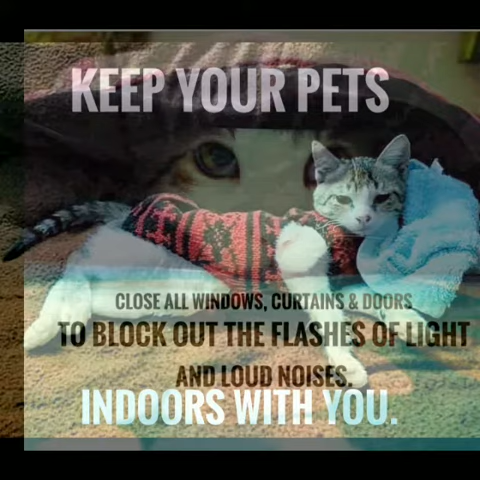 KEEP YOUR PETS
CLOSE ALL WINDOWS, CURTAINS & DOORS
TO BLOCK OUT THE FLASHES OF LIGHT
AND LOUD NOISES.
INDOORS WITH YOU.